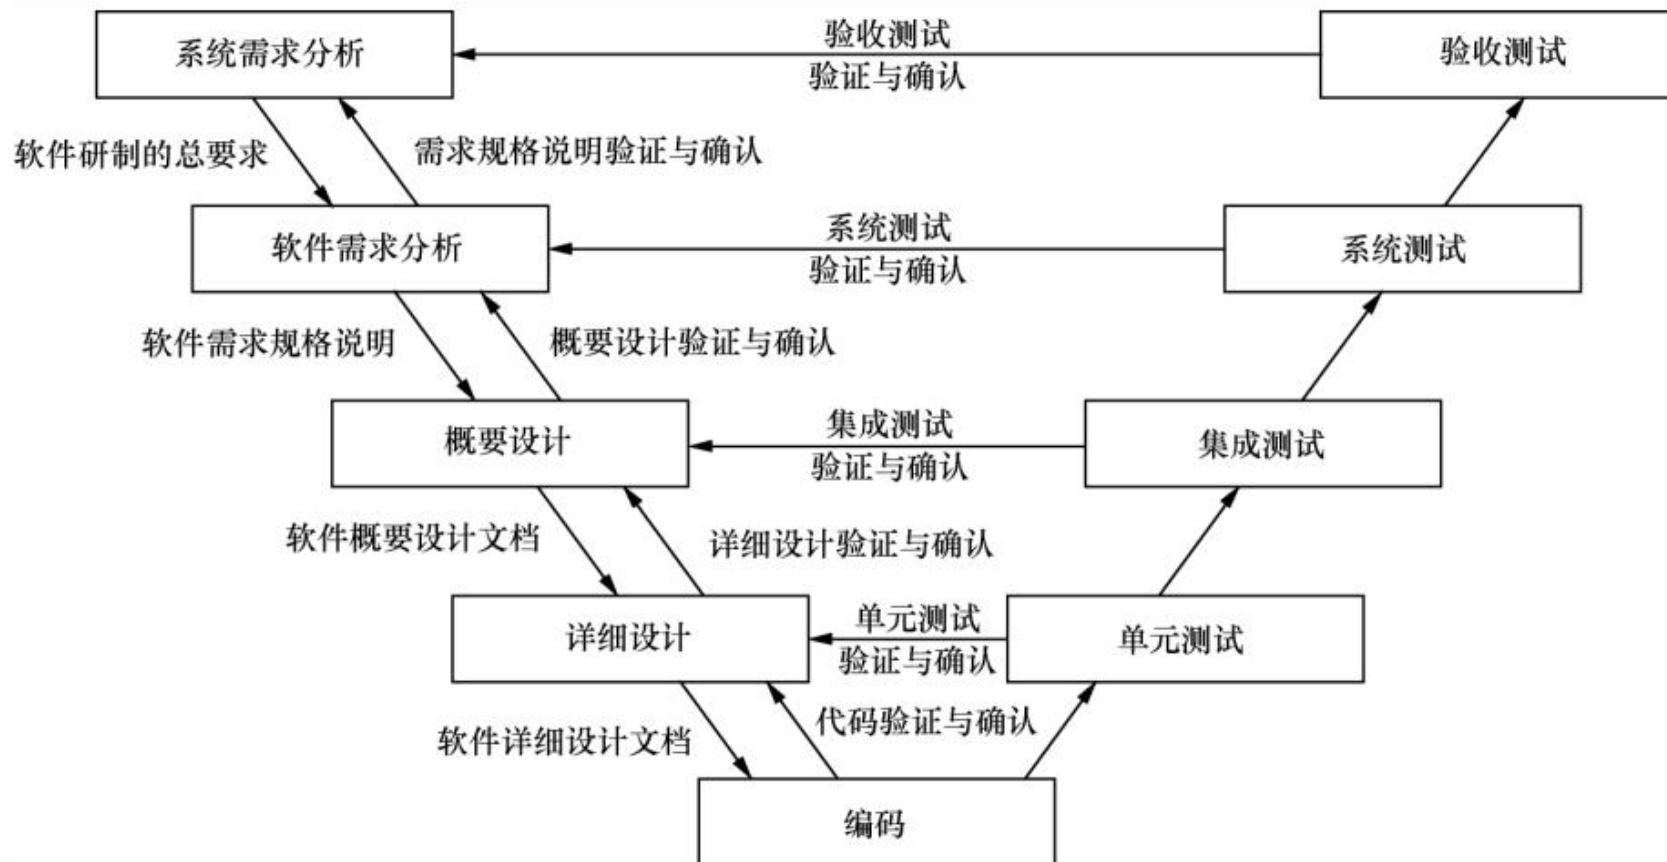 系统需求分析
验收测试
验证与确认
验收测试
软件研制的总要求
需求规格说明验证与确认
软件需求分析
系统测试
验证与确认
系统测试
软件需求规格说明
概要设计验证与确认
概要设计
集成测试
验证与确认
集成测试
软件概要设计文档
详细设计验证与确认
详细设计
单元测试
验证与确认
单元测试
软件详细设计文档
代码验证与确认
编码